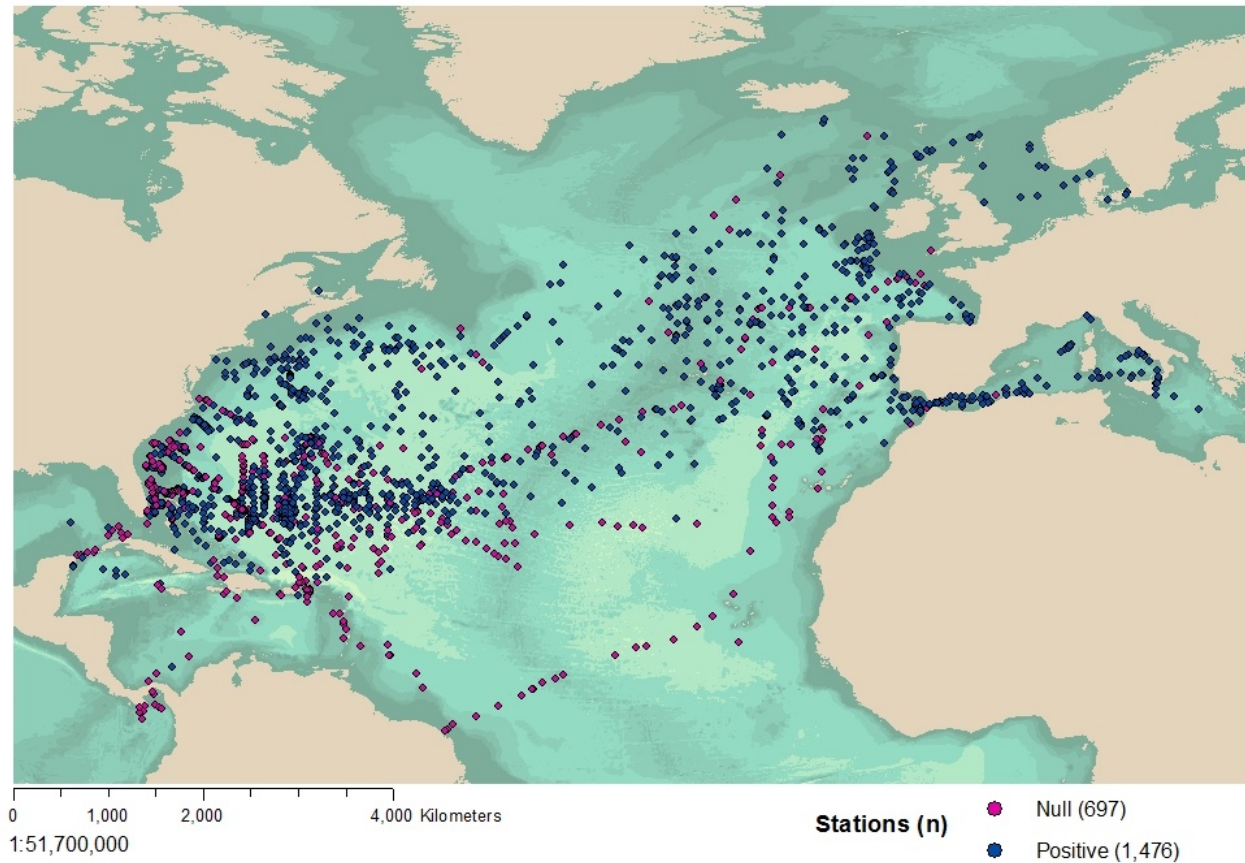 0 1,000 2,000 4,000 Kilometers
1:51,700,000
Stations (n)
Null (697)
Positive (1,476)